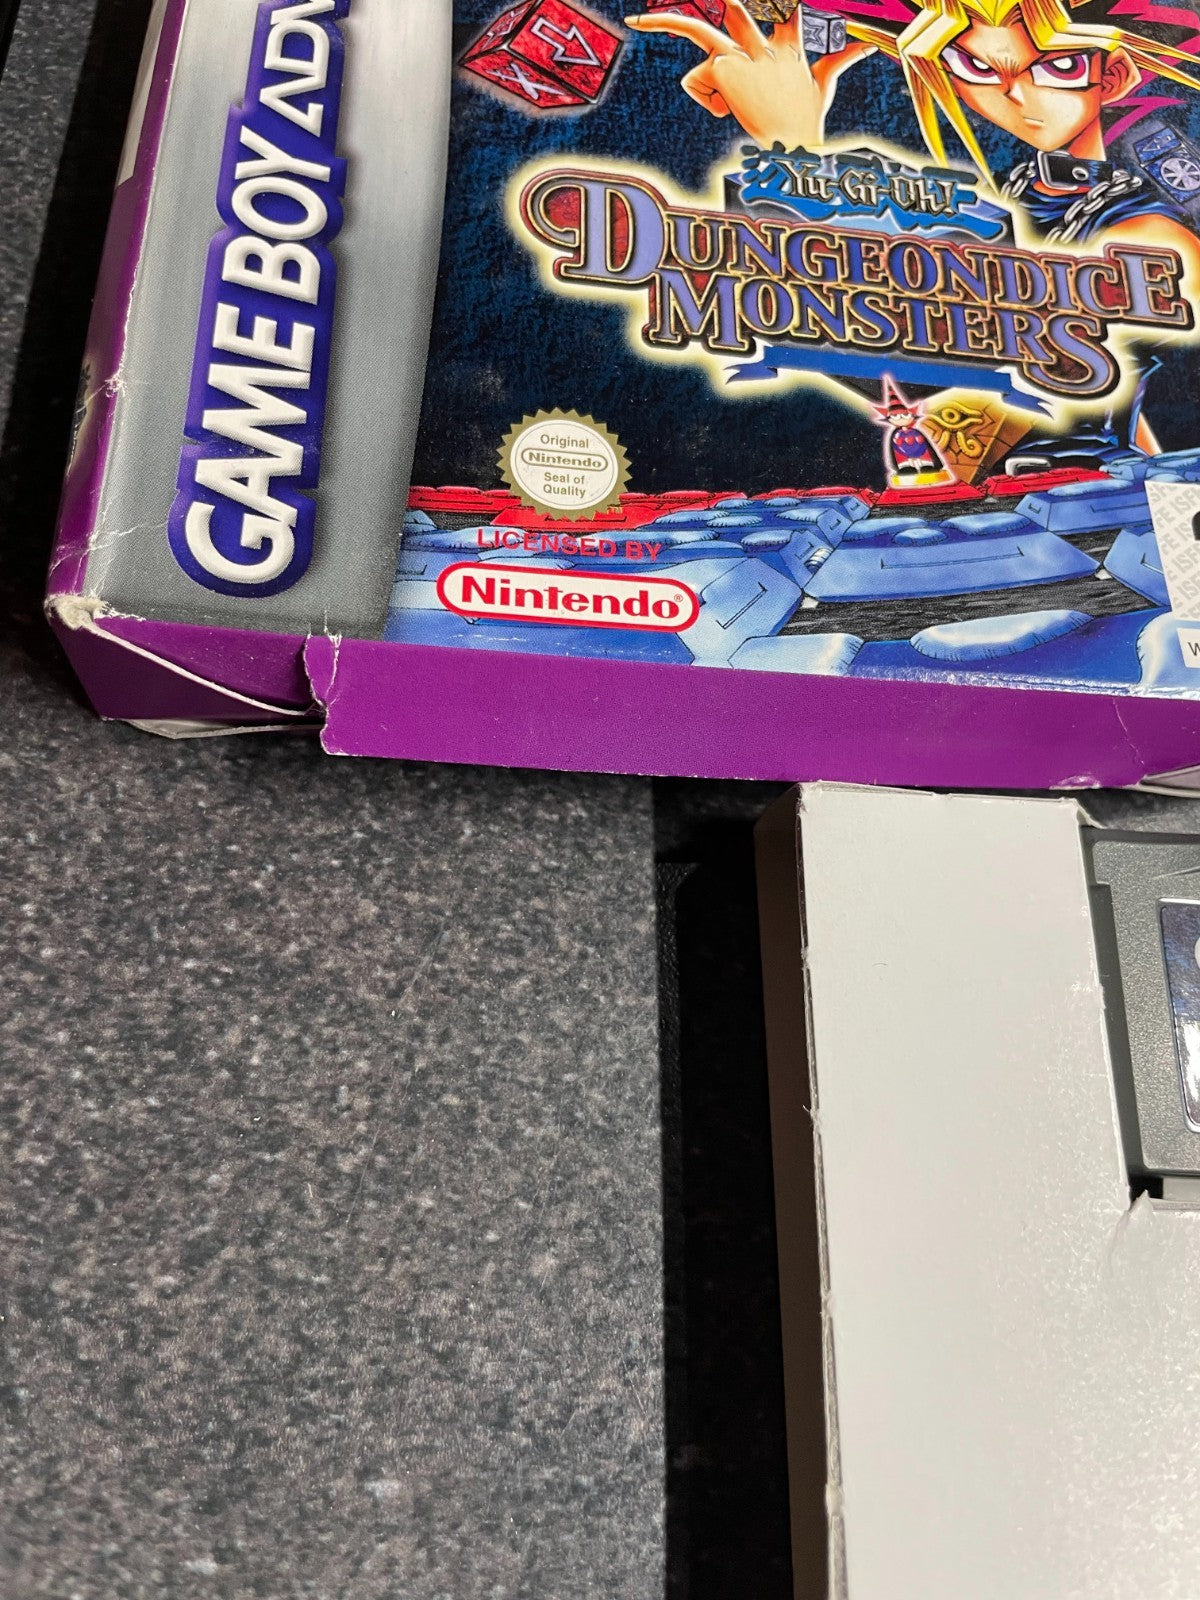 GAME BOY ADV
Yu-Gi-Oh!
DUNGEONDICE
MONSTERS
Original
Nintendo
Seal of
Quality
LICENSED BY
Nintendo®